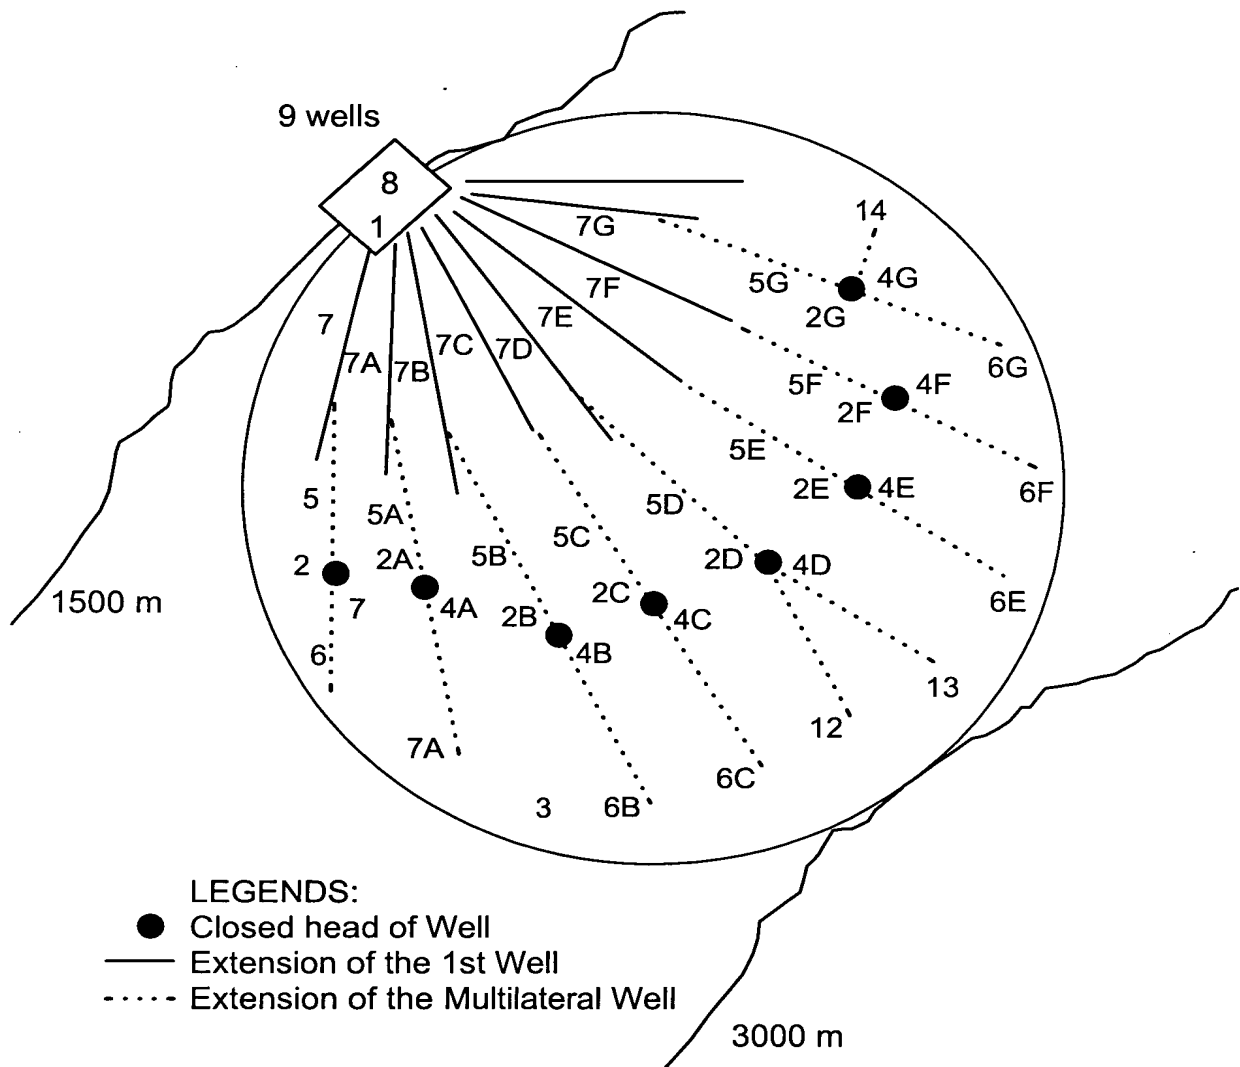 9 wells
8
1
14
7G
5G
4G
2G
7F
7E
6G
7
7A
7B
7C
7D
5F
4F
2F
5E
6F
2E
4E
5
5A
5B
5C
5D
2
2A
7
4A
2B
4B
2C
4C
2D
4D
6E
1500 m
6
13
12
7A
6C
3
6B
LEGENDS:
Closed head of Well
Extension of the 1st Well
Extension of the Multilateral Well
3000 m